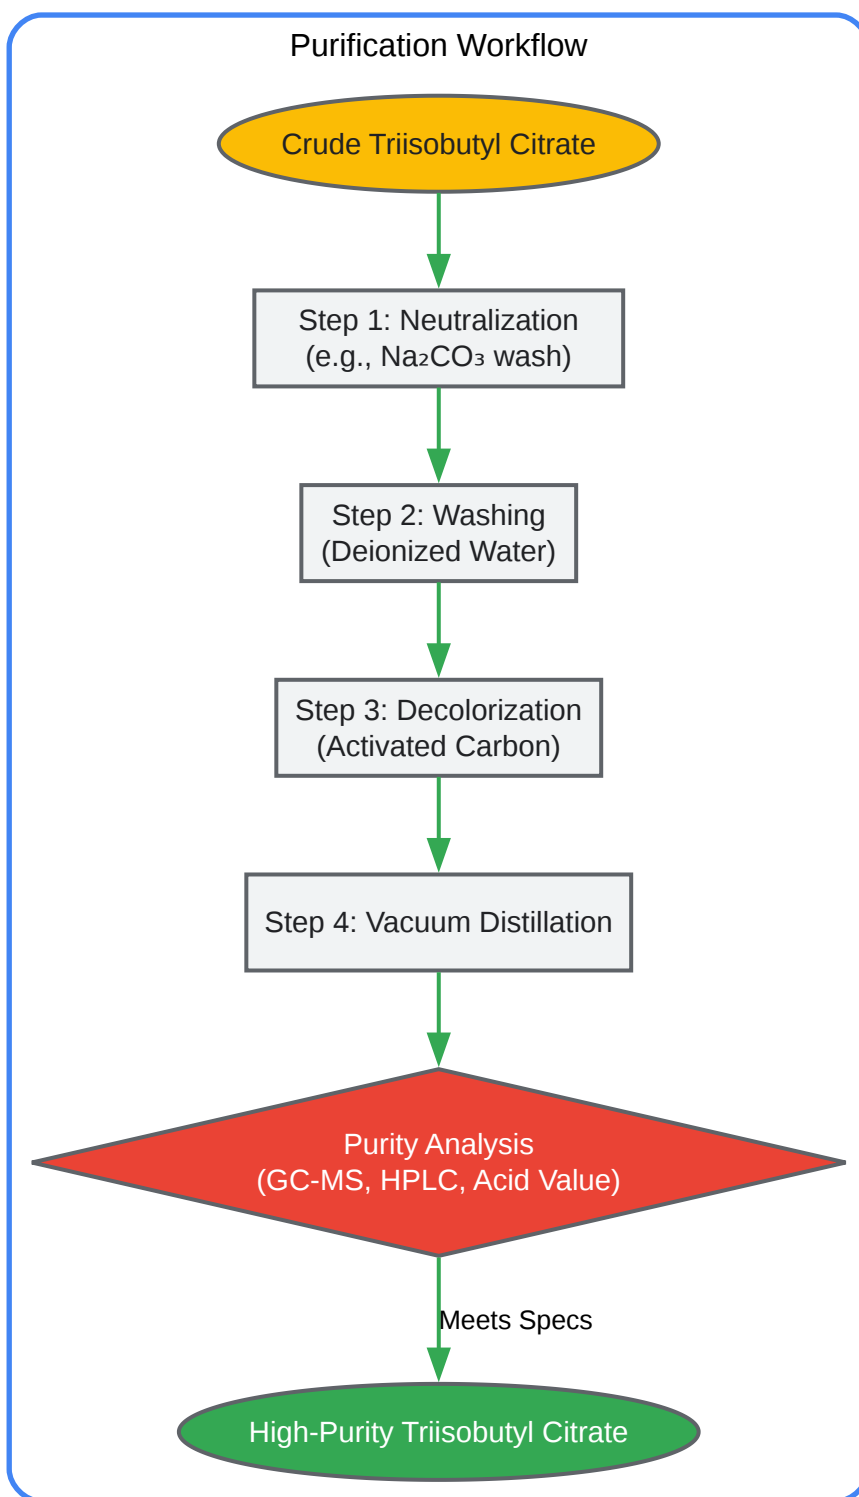 Purification Workflow
Crude Triisobutyl Citrate
Step 1: Neutralization
(e.g., Na₂CO₃ wash)
Step 2: Washing
(Deionized Water)
Step 3: Decolorization
(Activated Carbon)
Step 4: Vacuum Distillation
Purity Analysis
(GC-MS, HPLC, Acid Value)
Meets Specs
High-Purity Triisobutyl Citrate